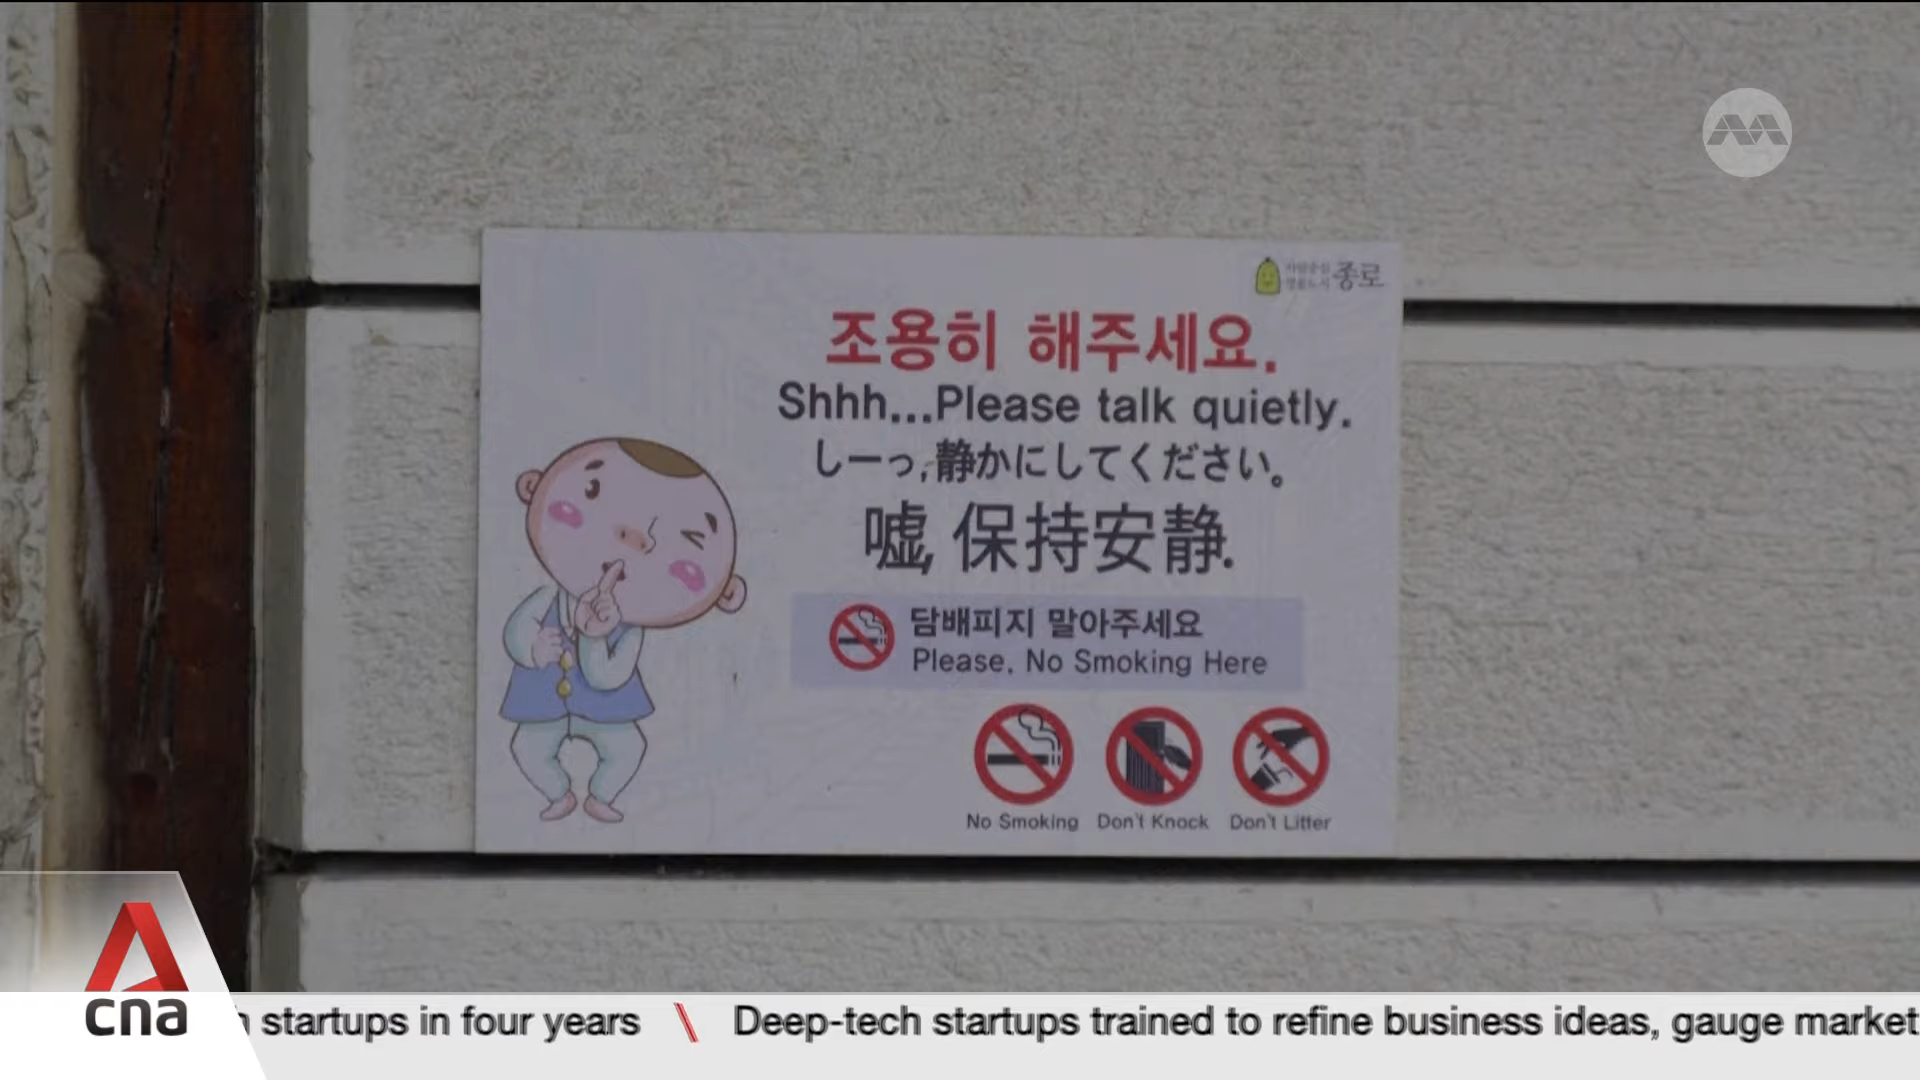 종로
조용히 해주세요.
Shhh...Please talk quietly.
しーっ,静かにしてください。
嘘, 保持安静.
담배피지 말아주세요
Please, No Smoking Here
No Smoking Don't Knock Don't Litter
cna
startups in four years \ Deep-tech startups trained to refine business ideas, gauge market